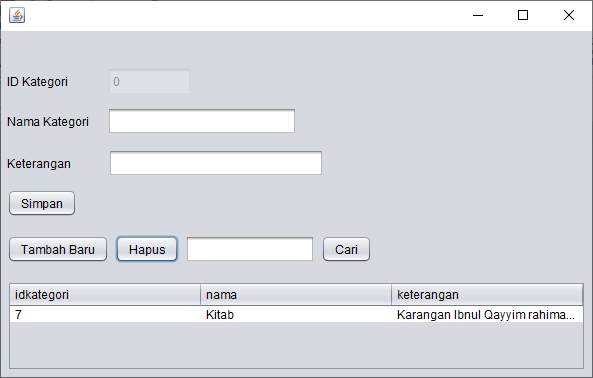 ID Kategori 0
Nama Kategori
Keterangan
Simpan
Tambah Baru Hapus Cari
idkategori nama keterangan
7 Kitab Karangan Ibnul Qayyim rahima...